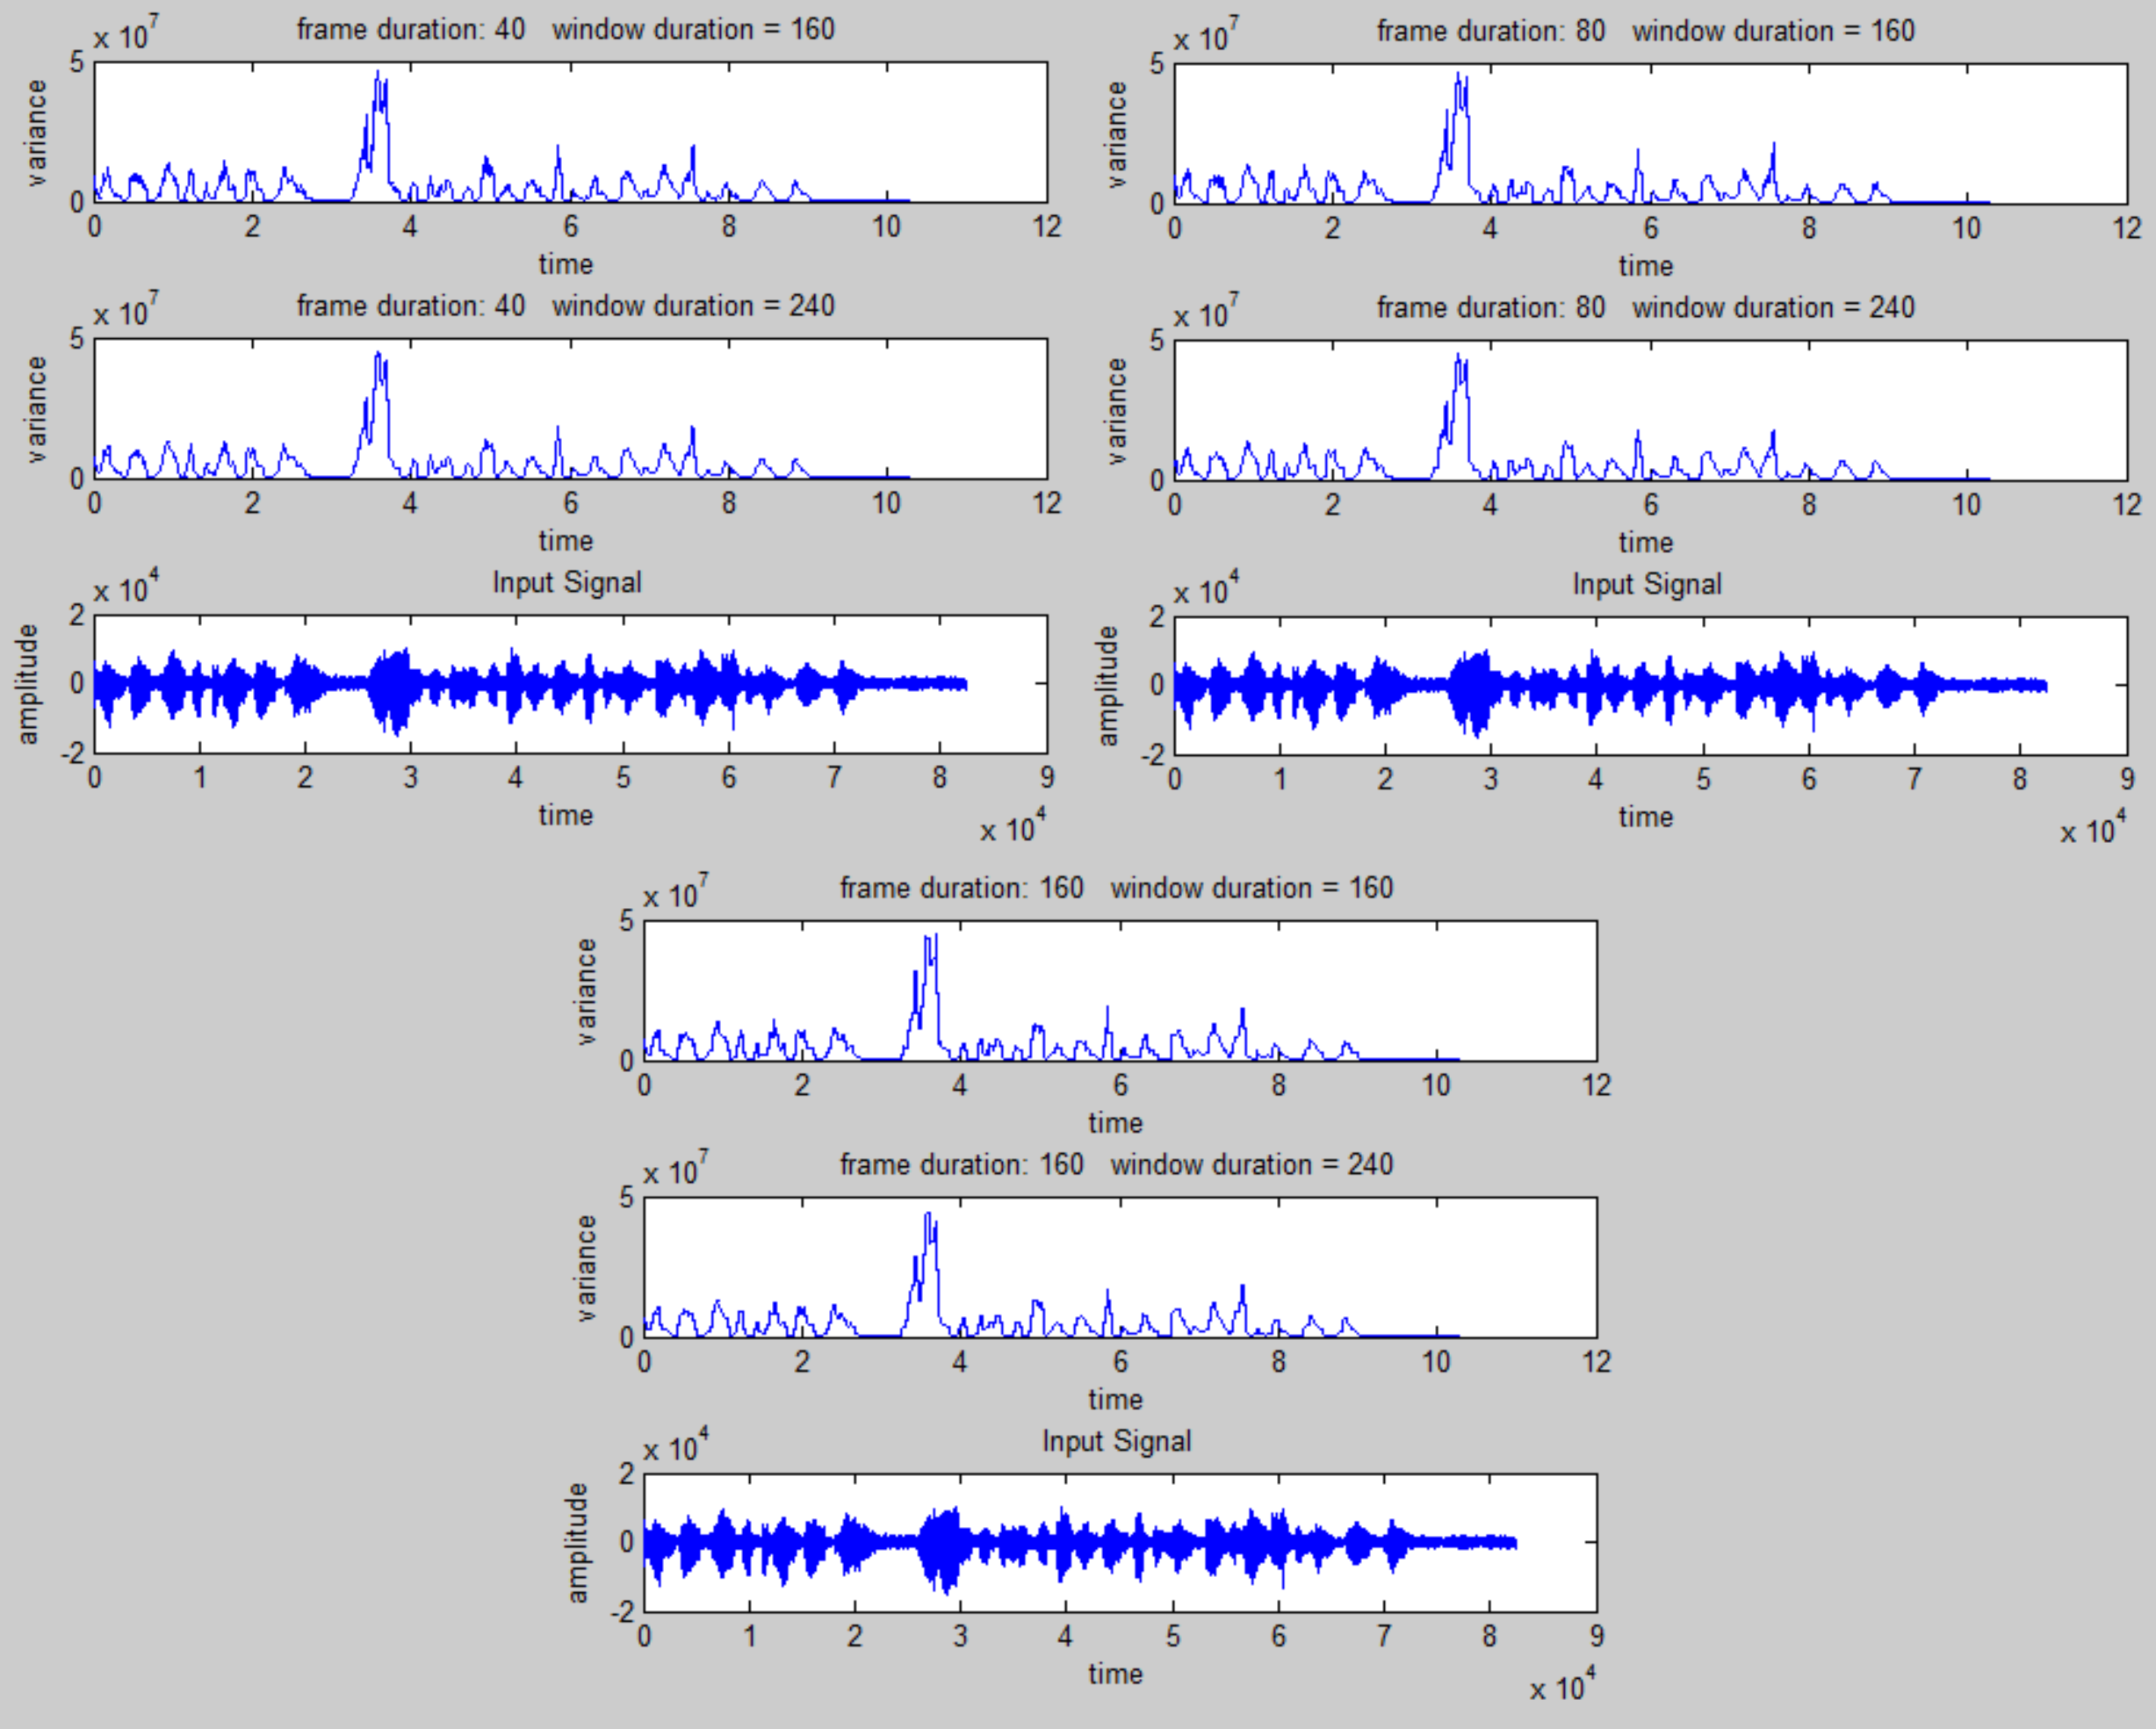 x 10^7
frame duration: 40   window duration = 160
5
variance
0
0 2 4 6 8 10 12
time
x 10^7
frame duration: 40   window duration = 240
5
variance
0
0 2 4 6 8 10 12
time
x 10^4
Input Signal
2
amplitude
0
-2
0 1 2 3 4 5 6 7 8 9
time
x 10^4
x 10^7
frame duration: 80   window duration = 160
5
variance
0
0 2 4 6 8 10 12
time
x 10^7
frame duration: 80   window duration = 240
5
variance
0
0 2 4 6 8 10 12
time
x 10^4
Input Signal
2
amplitude
0
-2
0 1 2 3 4 5 6 7 8 9
time
x 10^4
x 10^7
frame duration: 160   window duration = 160
5
variance
0
0 2 4 6 8 10 12
time
x 10^7
frame duration: 160   window duration = 240
5
variance
0
0 2 4 6 8 10 12
time
x 10^4
Input Signal
2
amplitude
0
-2
0 1 2 3 4 5 6 7 8 9
time
x 10^4